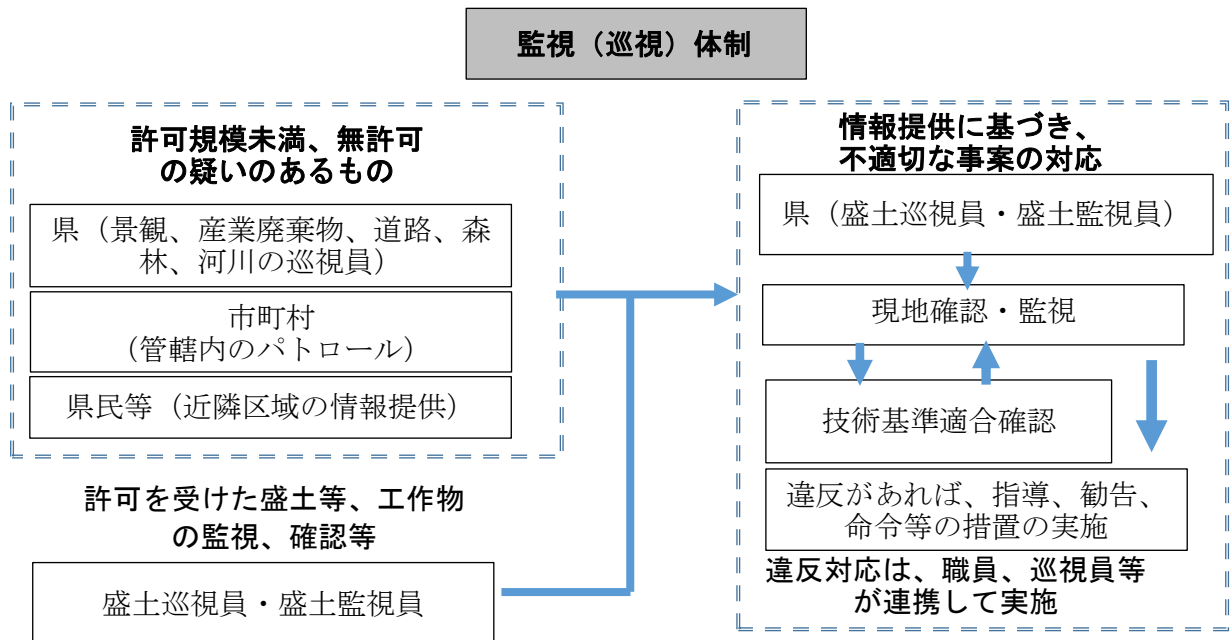 監視（巡視）体制
許可規模未満、無許可
の疑いのあるもの
県（景観、産業廃棄物、道路、森
林、河川の巡視員）
市町村
（管轄内のパトロール）
県民等（近隣区域の情報提供）
許可を受けた盛土等、工作物
の監視、確認等
盛土巡視員・盛土監視員
情報提供に基づき、
不適切な事案の対応
県（盛土巡視員・盛土監視員）
現地確認・監視
技術基準適合確認
違反があれば、指導、勧告、
命令等の措置の実施
違反対応は、職員、巡視員等
が連携して実施